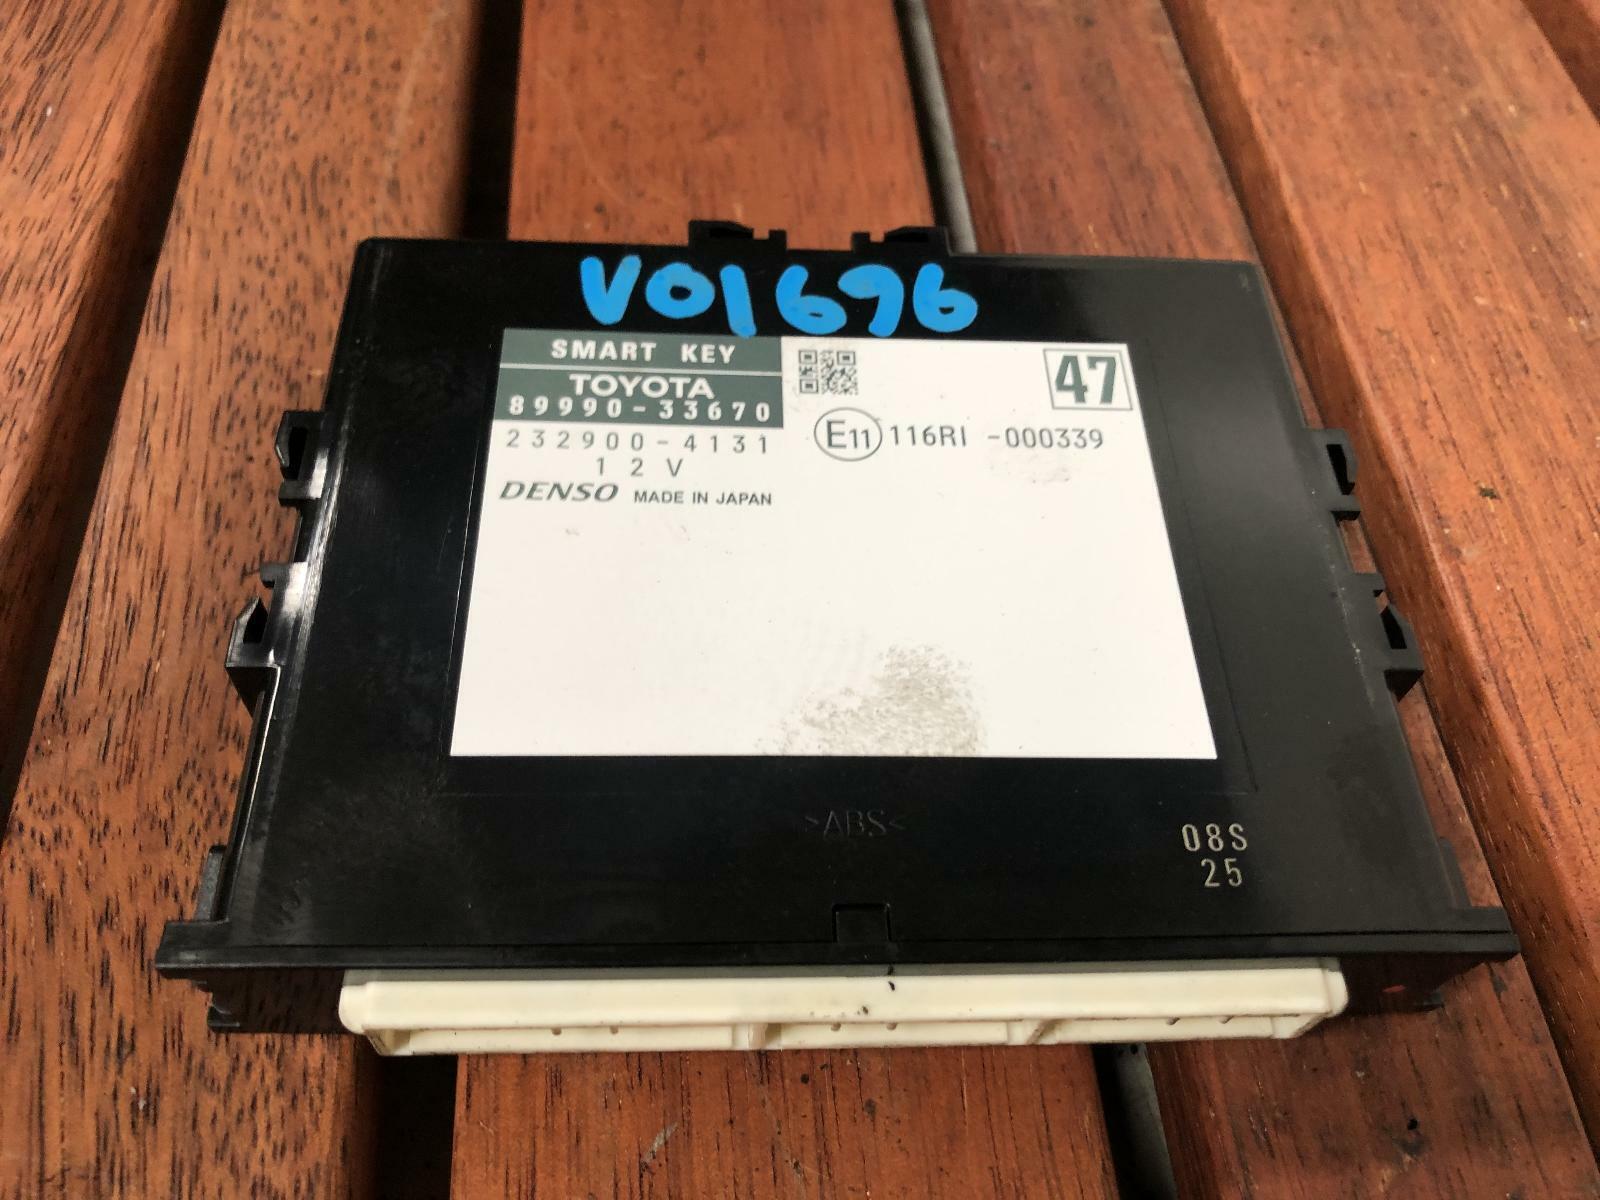 V01696
SMART KEY
TOYOTA
89990-33670
232900-4131
12V
DENSO MADE IN JAPAN
47
E11 116RI -000339
>ABS<
08S
25